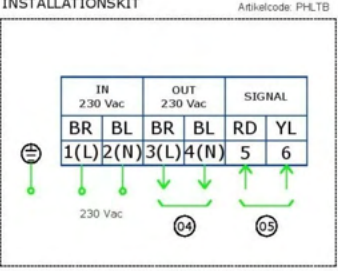 INSTALLATIONSKIT
Artikelcode: PHLTB
IN OUT SIGNAL
230 Vac 230 Vac
BR BL BR BL RD YL
1(L) 2(N) 3(L) 4(N) 5 6
230 Vac
04 05